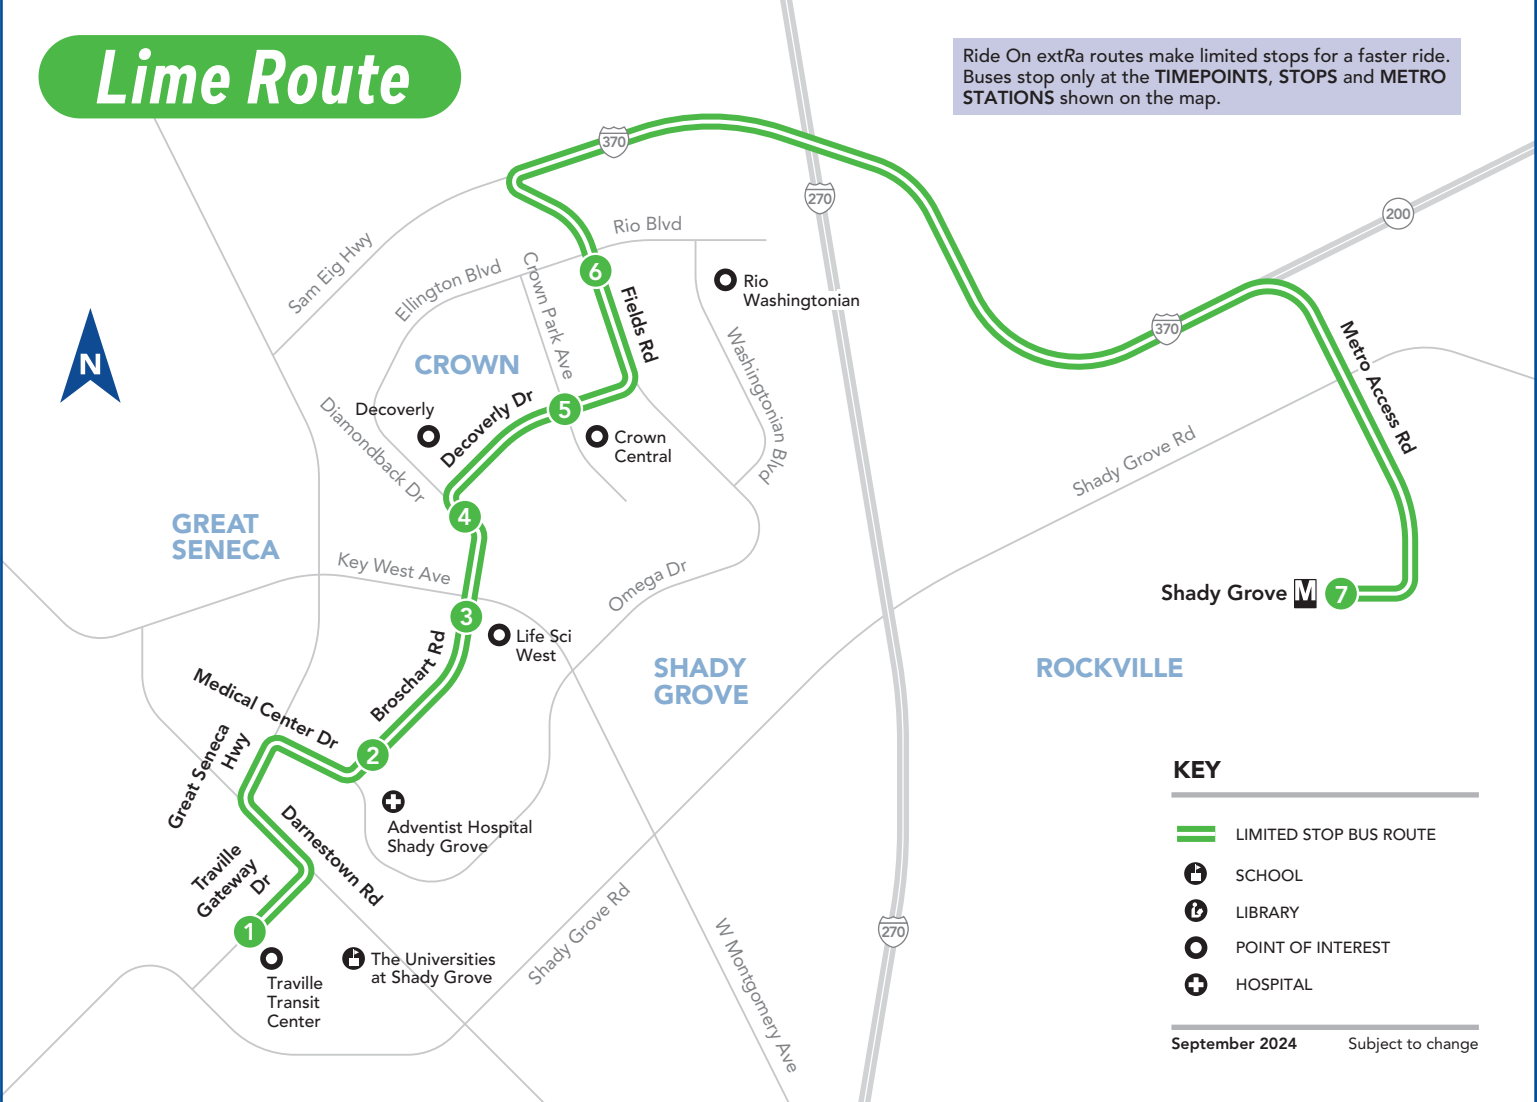 Lime Route
Ride On extRa routes make limited stops for a faster ride.
Buses stop only at the TIMEPOINTS, STOPS and METRO
STATIONS shown on the map.
370
270
200
Sam Eig Hwy
Rio Blvd
Ellington Blvd
Crown Park Ave
6
Fields Rd
Rio
Washingtonian
Washingtonian Blvd
370
Metro Access Rd
N
CROWN
Decoverly
Diamondback Dr
Decoverly Dr
5
Crown
Central
Shady Grove Rd
4
GREAT
SENECA
Key West Ave
Omega Dr
Shady Grove
M
7
3
Life Sci
West
Broschart Rd
SHADY
GROVE
ROCKVILLE
Medical Center Dr
Great Seneca
Hwy
2
Adventist Hospital
Shady Grove
Darnestown Rd
Traville
Gateway
Dr
1
Traville
Transit
Center
The Universities
at Shady Grove
Shady Grove Rd
W Montgomery Ave
270
KEY
LIMITED STOP BUS ROUTE
SCHOOL
LIBRARY
POINT OF INTEREST
HOSPITAL
September 2024
Subject to change